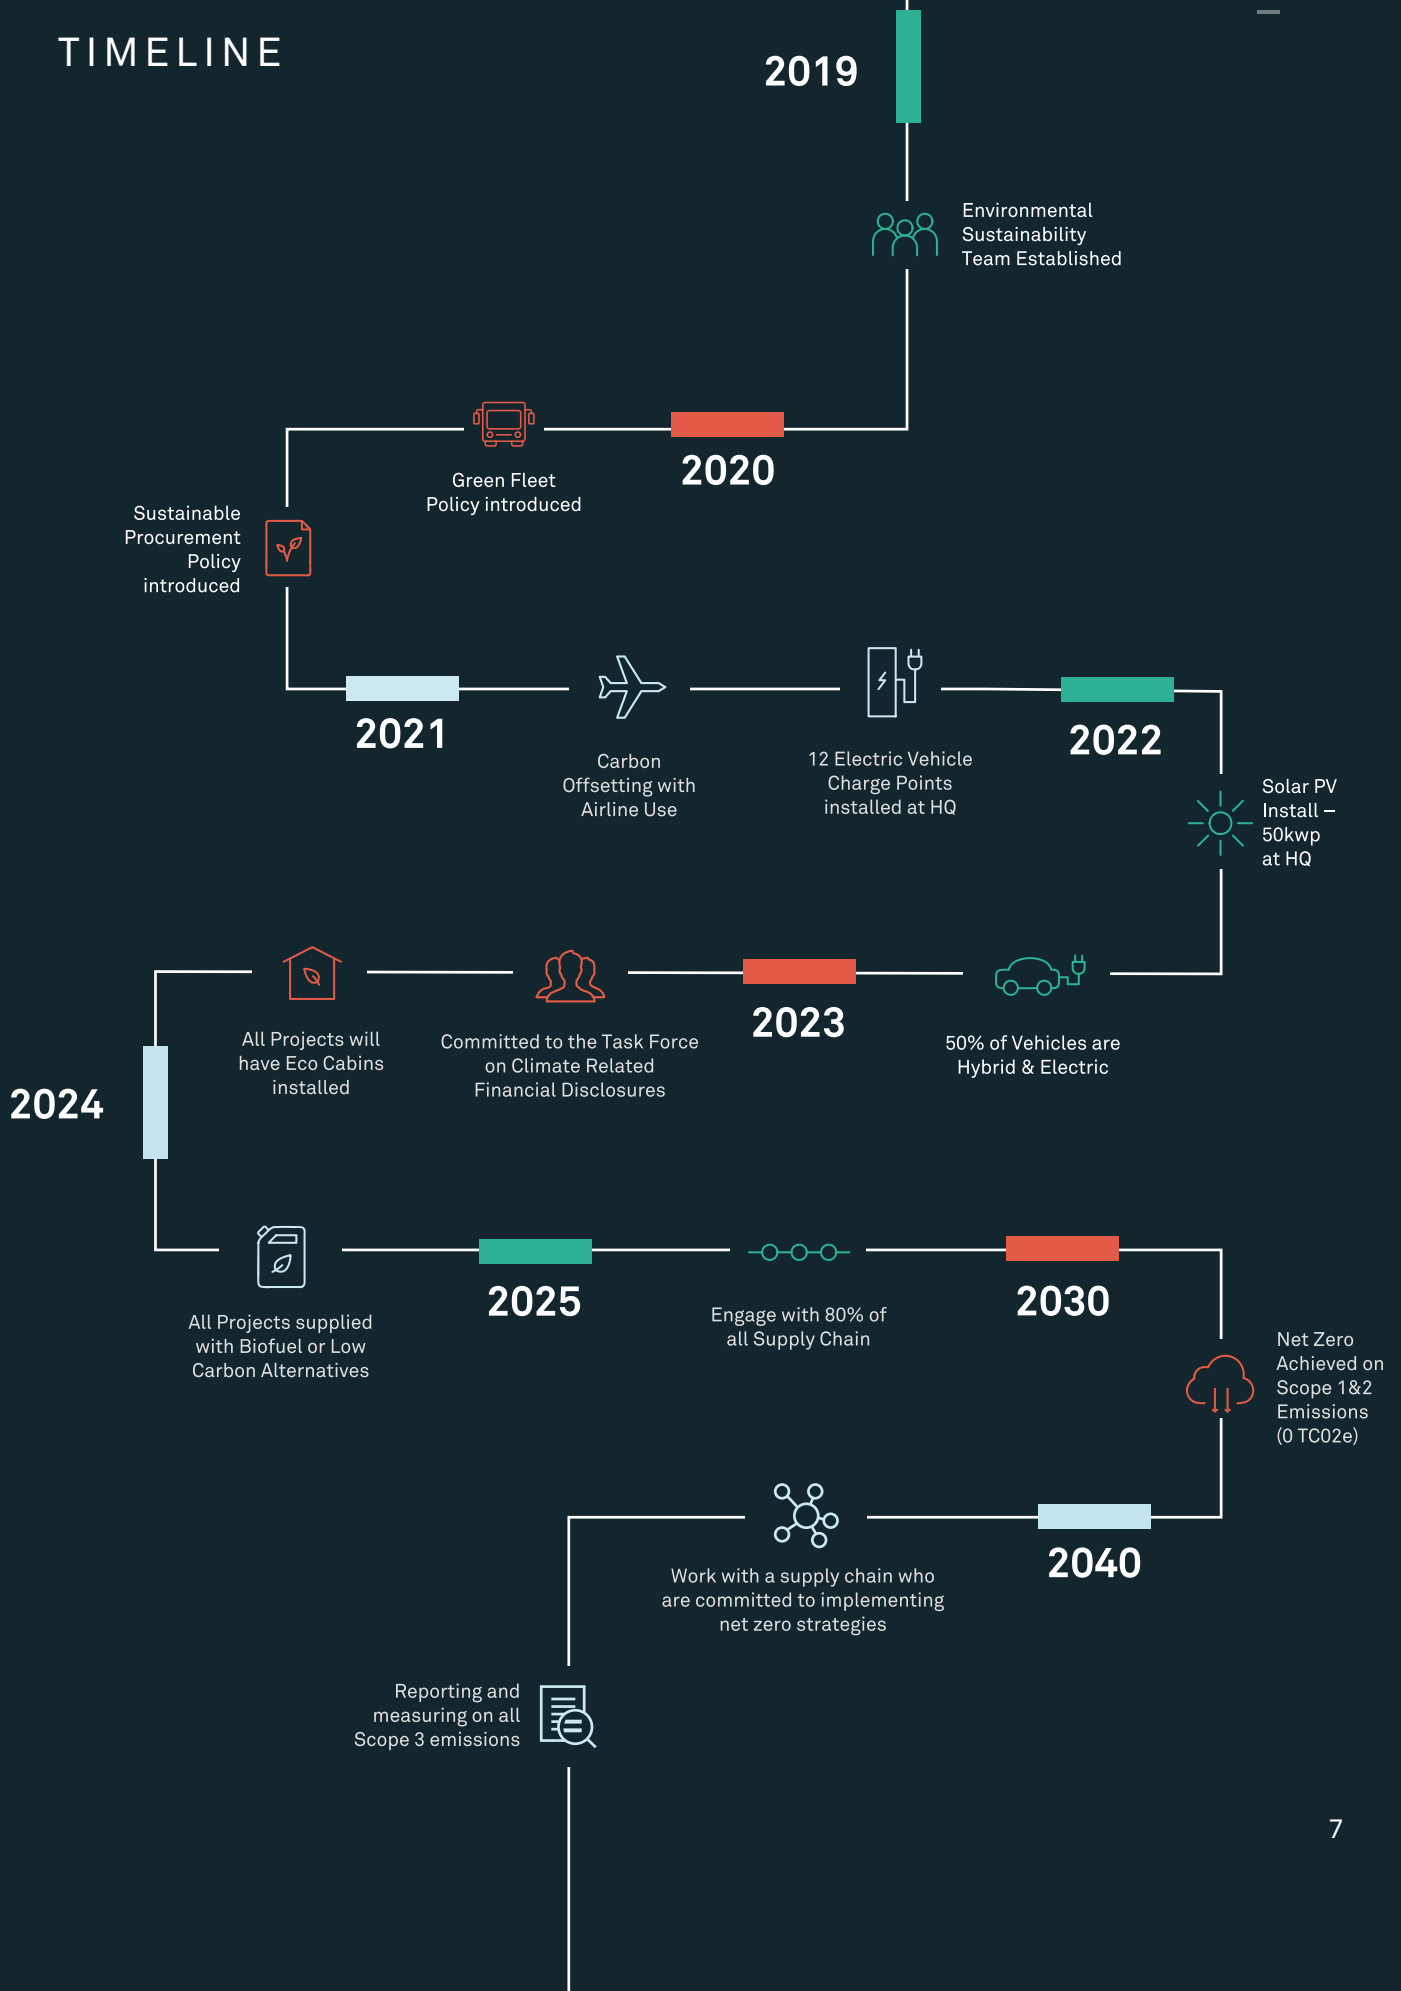 TIMELINE
2019
Environmental
Sustainability
Team Established
2020
Green Fleet
Policy introduced
Sustainable
Procurement
Policy
introduced
2021
Carbon
Offsetting with
Airline Use
12 Electric Vehicle
Charge Points
installed at HQ
2022
Solar PV
Install –
50kwp
at HQ
50% of Vehicles are
Hybrid & Electric
2023
Committed to the Task Force
on Climate Related
Financial Disclosures
All Projects will
have Eco Cabins
installed
2024
All Projects supplied
with Biofuel or Low
Carbon Alternatives
2025
Engage with 80% of
all Supply Chain
2030
Net Zero
Achieved on
Scope 1&2
Emissions
(0 TC02e)
2040
Work with a supply chain who
are committed to implementing
net zero strategies
Reporting and
measuring on all
Scope 3 emissions
7